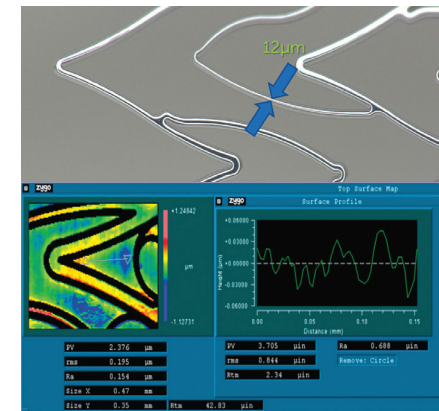 12µm
zygo
Top Surface Map
zygo
Surface Profile
+1.24842
µm
-1.12731
+0.06000
+0.03000
+0.00000
-0.03000
-0.06000
Height (µm)
0.00
0.05
0.10
0.15
Distance (mm)
PV 2.376 µm
rms 0.195 µm
Ra 0.154 µm
Size X 0.47 mm
Size Y 0.35 mm
Rtm 42.83 µin
PV 3.705 µin
rms 0.844 µin
Rtm 2.34 µin
Ra 0.688 µin
Remove: Circle